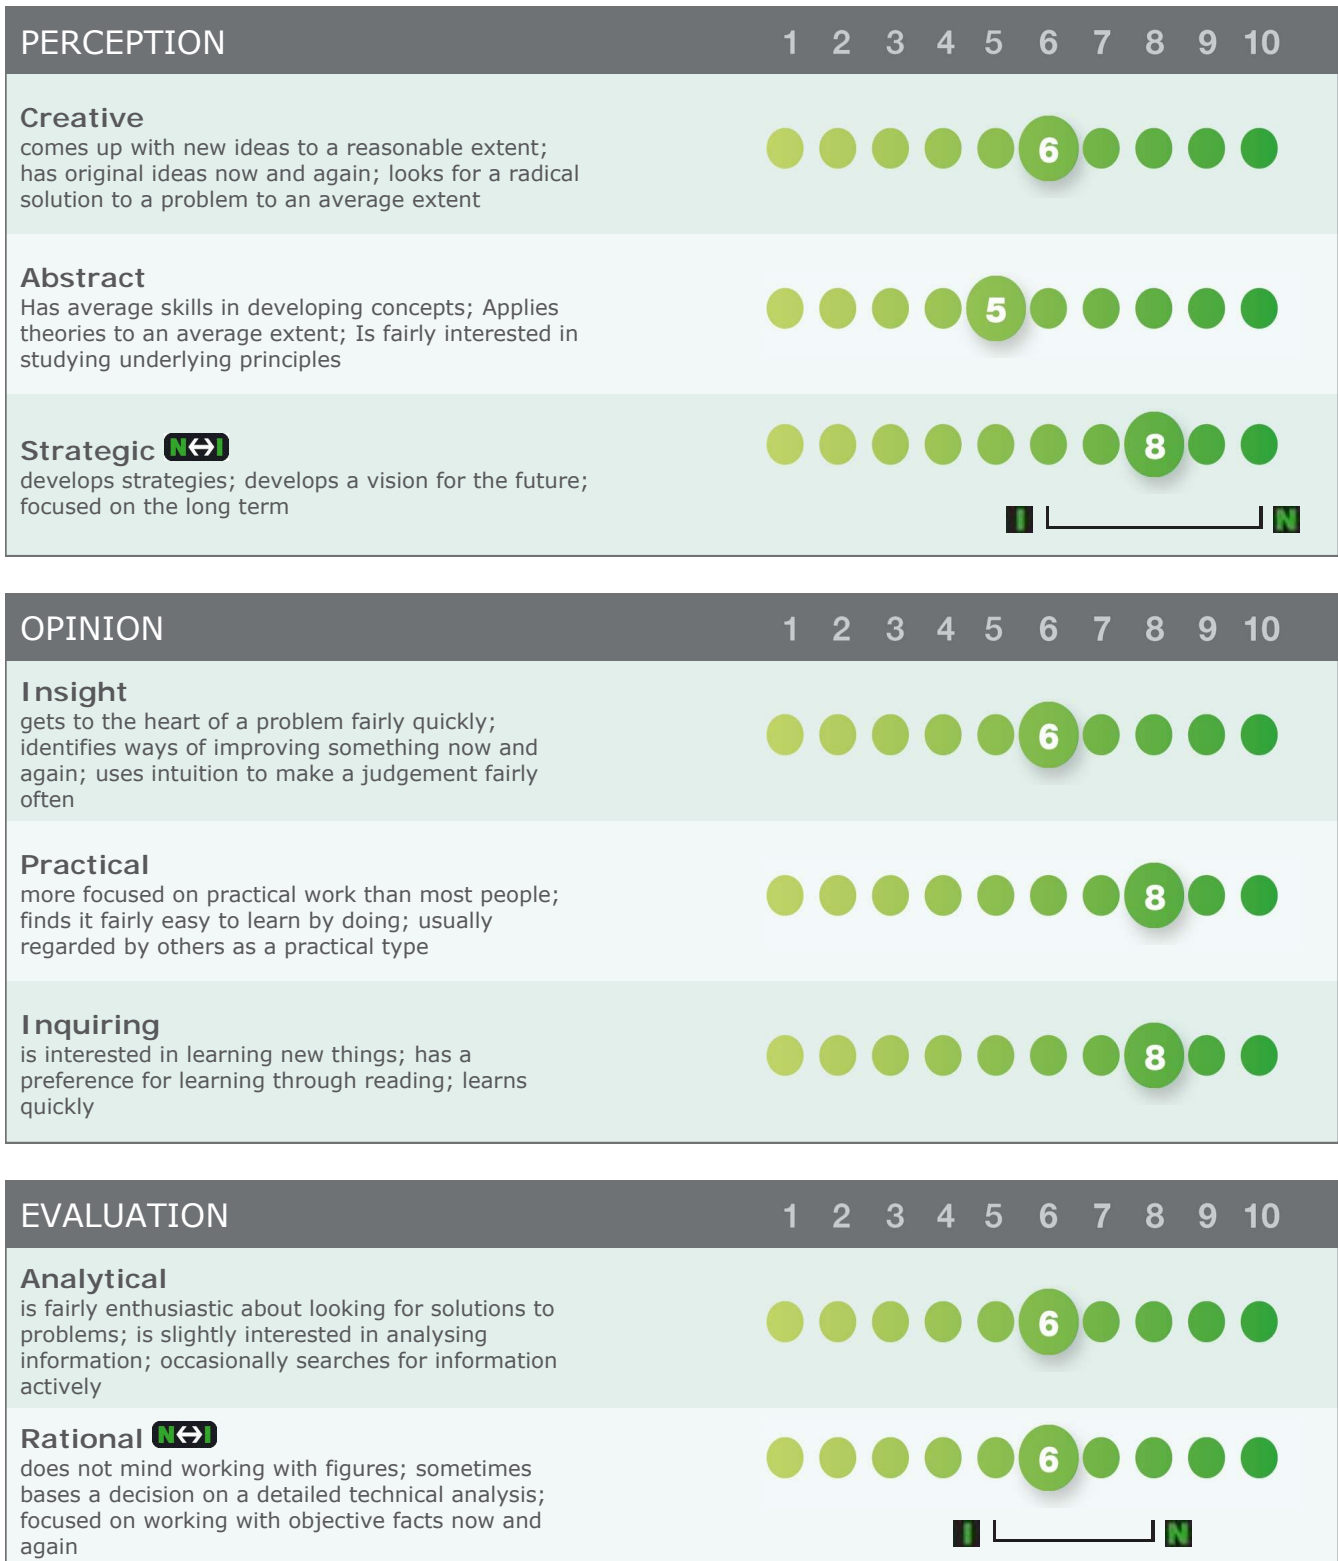 PERCEPTION 1 2 3 4 5 6 7 8 9 10
Creative
comes up with new ideas to a reasonable extent;
has original ideas now and again; looks for a radical
solution to a problem to an average extent
6
Abstract
Has average skills in developing concepts; Applies
theories to an average extent; Is fairly interested in
studying underlying principles
5
Strategic N↔I
develops strategies; develops a vision for the future;
focused on the long term
8
I N
OPINION 1 2 3 4 5 6 7 8 9 10
Insight
gets to the heart of a problem fairly quickly;
identifies ways of improving something now and
again; uses intuition to make a judgement fairly
often
6
Practical
more focused on practical work than most people;
finds it fairly easy to learn by doing; usually
regarded by others as a practical type
8
Inquiring
is interested in learning new things; has a
preference for learning through reading; learns
quickly
8
EVALUATION 1 2 3 4 5 6 7 8 9 10
Analytical
is fairly enthusiastic about looking for solutions to
problems; is slightly interested in analysing
information; occasionally searches for information
actively
6
Rational N↔I
does not mind working with figures; sometimes
bases a decision on a detailed technical analysis;
focused on working with objective facts now and
again
6
I N